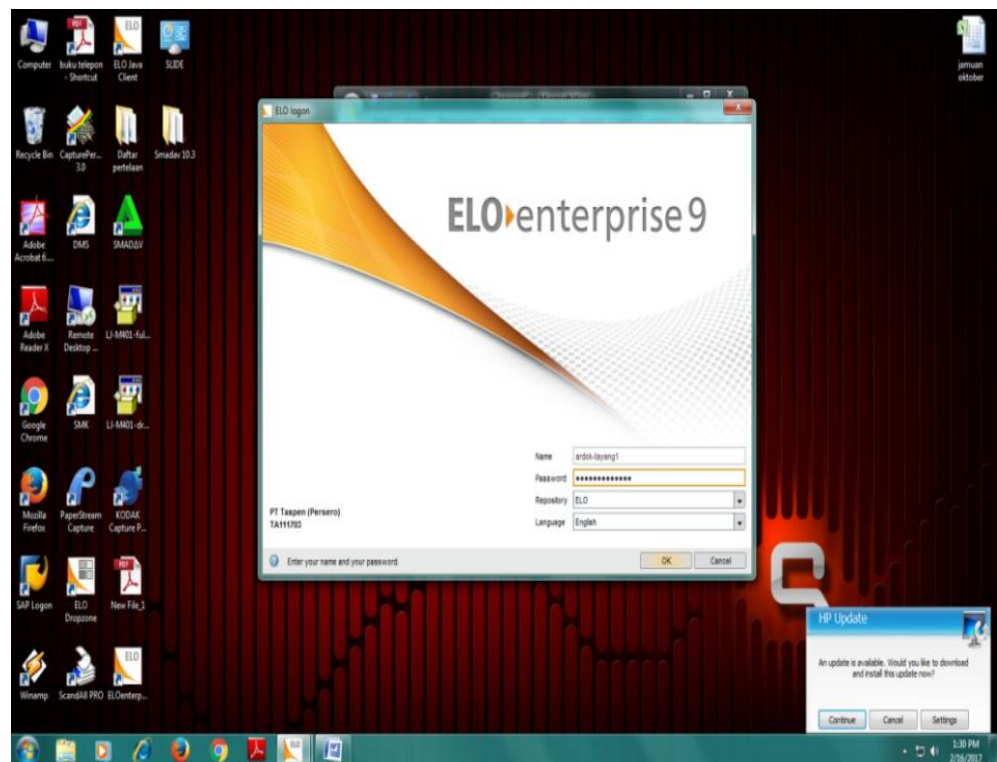 Computer
buku telepon - Shortcut
ELO Java Client
SLIDE
jamuan oktober
Recycle Bin
CapturePer... 3.0
Daftar pertelaan
Smadav 10.3
Adobe Acrobat 6....
DMS
SMADAV
Adobe Reader X
Remote Desktop ...
LJ-M401-ful...
Google Chrome
SMK
LJ-M401-dr...
Mozilla Firefox
PaperStream Capture
KODAK Capture P...
SAP Logon
ELO Dropzone
New File_1
Winamp
ScandAll PRO
ELOenterp...
ELO logon
ELO enterprise 9
Name ardok-tayang1
Password
Repository ELO
Language English
PT Taspen (Persero)
TA111703
Enter your name and your password.
OK Cancel
HP Update
An update is available. Would you like to download
and install this update now?
Continue Cancel Settings
1:30 PM
2/16/2017